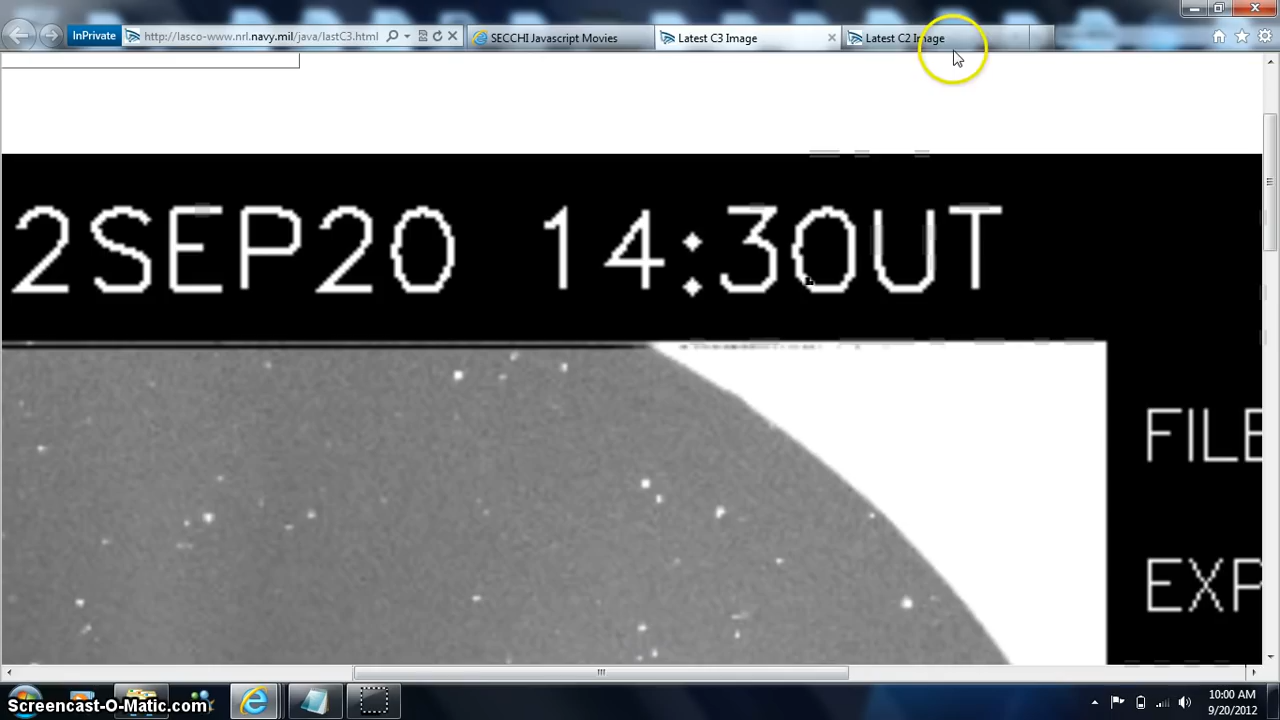 InPrivate
http://lasco-www.nrl.navy.mil/java/lastC3.html
SECCHI Javascript Movies
Latest C3 Image
Latest C2 Image
2SEP20 14:30UT
FILE
EXP
Screencast-O-Matic.com
10:00 AM
9/20/2012